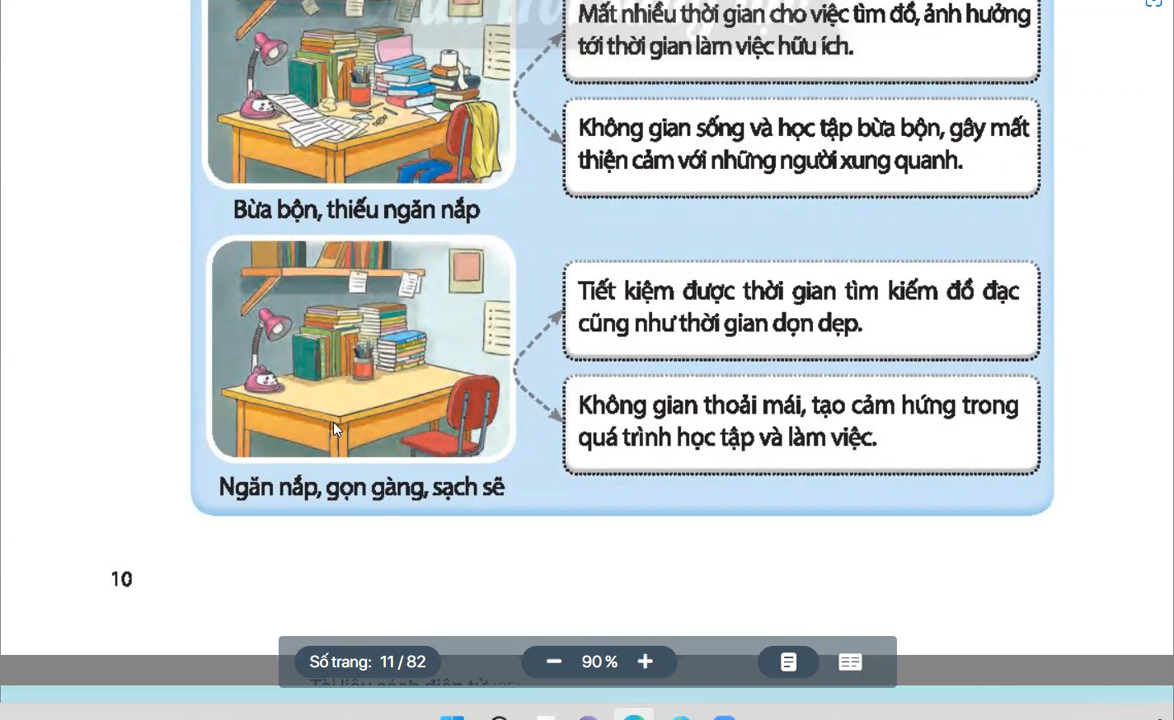 Mất nhiều thời gian cho việc tìm đồ, ảnh hưởng
tới thời gian làm việc hữu ích.
Không gian sống và học tập bừa bộn, gây mất
thiện cảm với những người xung quanh.
Bừa bộn, thiếu ngăn nắp
Tiết kiệm được thời gian tìm kiếm đồ đạc
cũng như thời gian dọn dẹp.
Không gian thoải mái, tạo cảm hứng trong
quá trình học tập và làm việc.
Ngăn nắp, gọn gàng, sạch sẽ
10
Số trang: 11 / 82
90 %